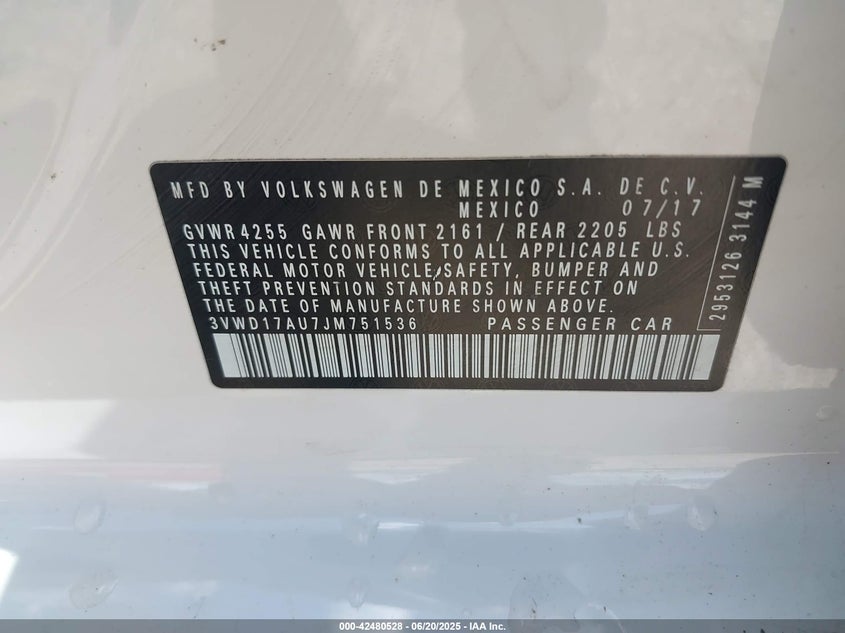 MFD BY VOLKSWAGEN DE MEXICO S.A. DE C.V.
MEXICO 07/17
GVWR 4255 GAWR FRONT 2161 / REAR 2205 LBS
THIS VEHICLE CONFORMS TO ALL APPLICABLE U.S.
FEDERAL MOTOR VEHICLE SAFETY, BUMPER AND
THEFT PREVENTION STANDARDS IN EFFECT ON
THE DATE OF MANUFACTURE SHOWN ABOVE.
3VWD17AU7JM751536 PASSENGER CAR
2953126 3144 M
000-42480528 - 06/20/2025 - IAA Inc.